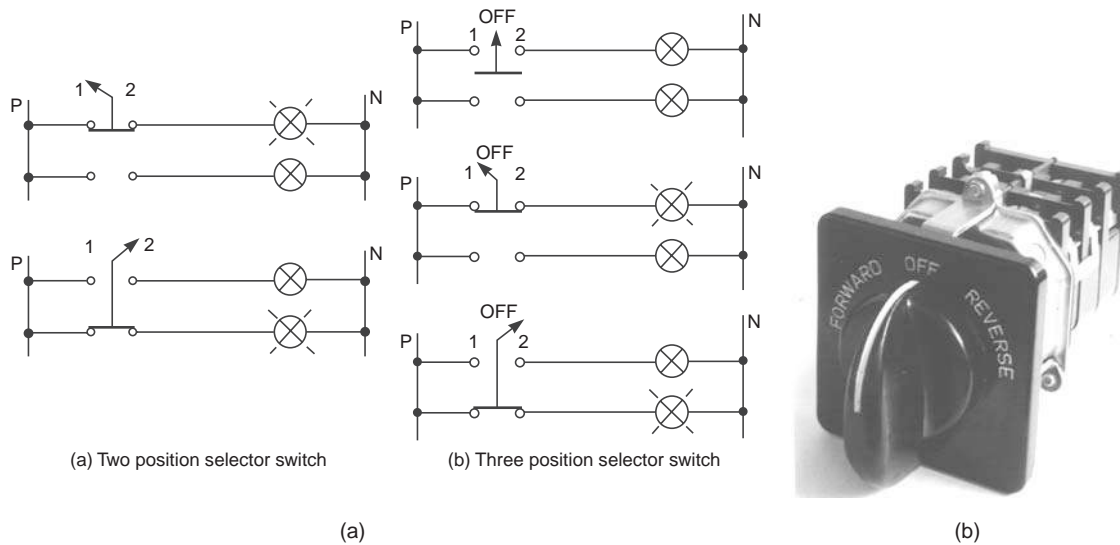 1 2
P N
1 2
P N
(a) Two position selector switch
OFF
P 1 2 N
OFF
P 1 2 N
OFF
P 1 2 N
(b) Three position selector switch
(a)
FORWARD OFF REVERSE
(b)